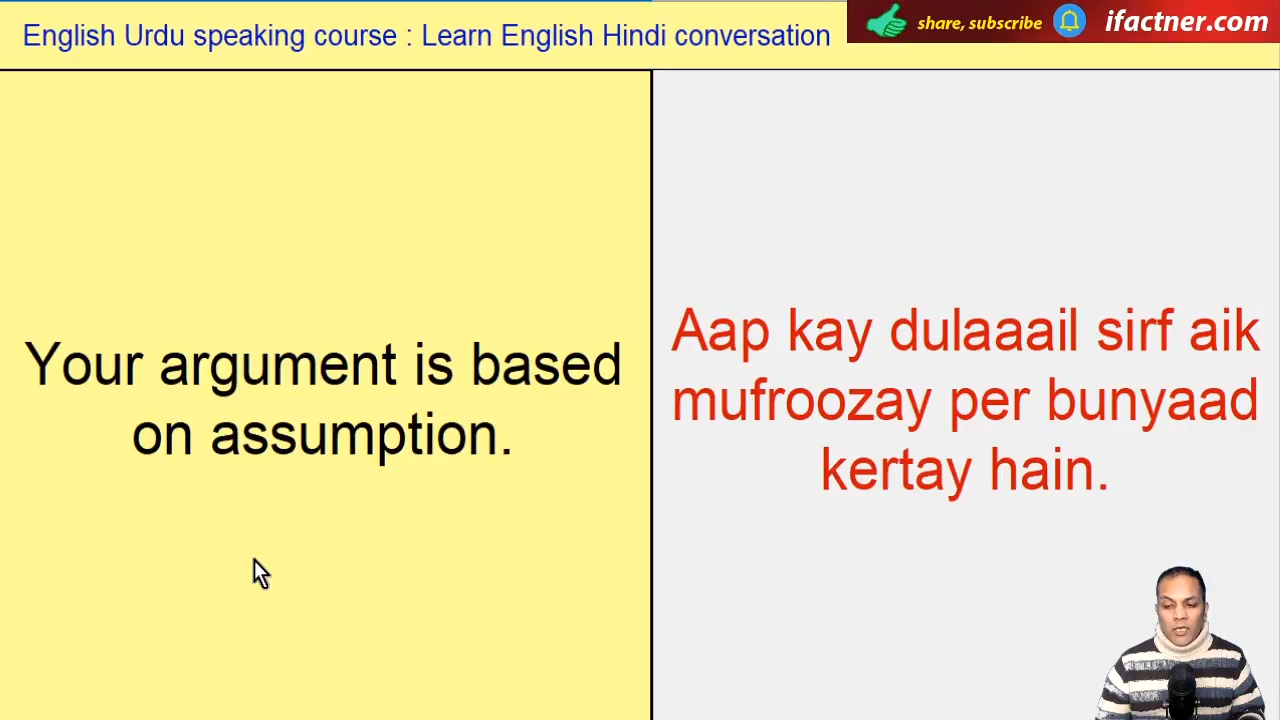 English Urdu speaking course : Learn English Hindi conversation
share, subscribe
ifactner.com
Your argument is based
on assumption.
Aap kay dulaaail sirf aik
mufroozay per bunyaad
kertay hain.